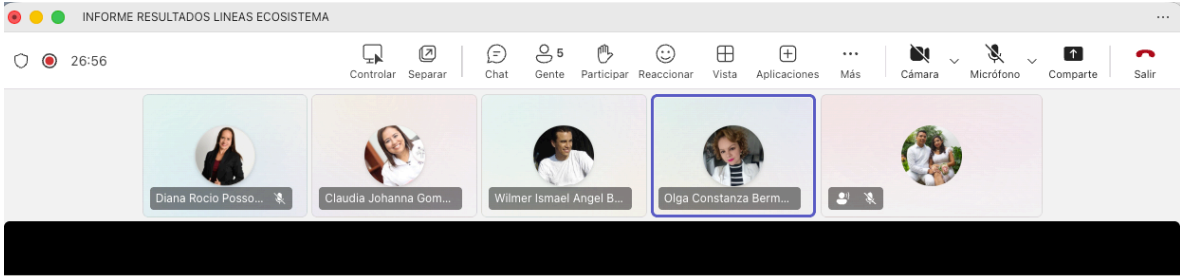 INFORME RESULTADOS LINEAS ECOSISTEMA
26:56
Controlar Separar Chat Gente 5 Participar Reaccionar Vista Aplicaciones Más Cámara Micrófono Comparte Salir
Diana Rocio Posso... Claudia Johanna Gom... Wilmer Ismael Angel B... Olga Constanza Berm...